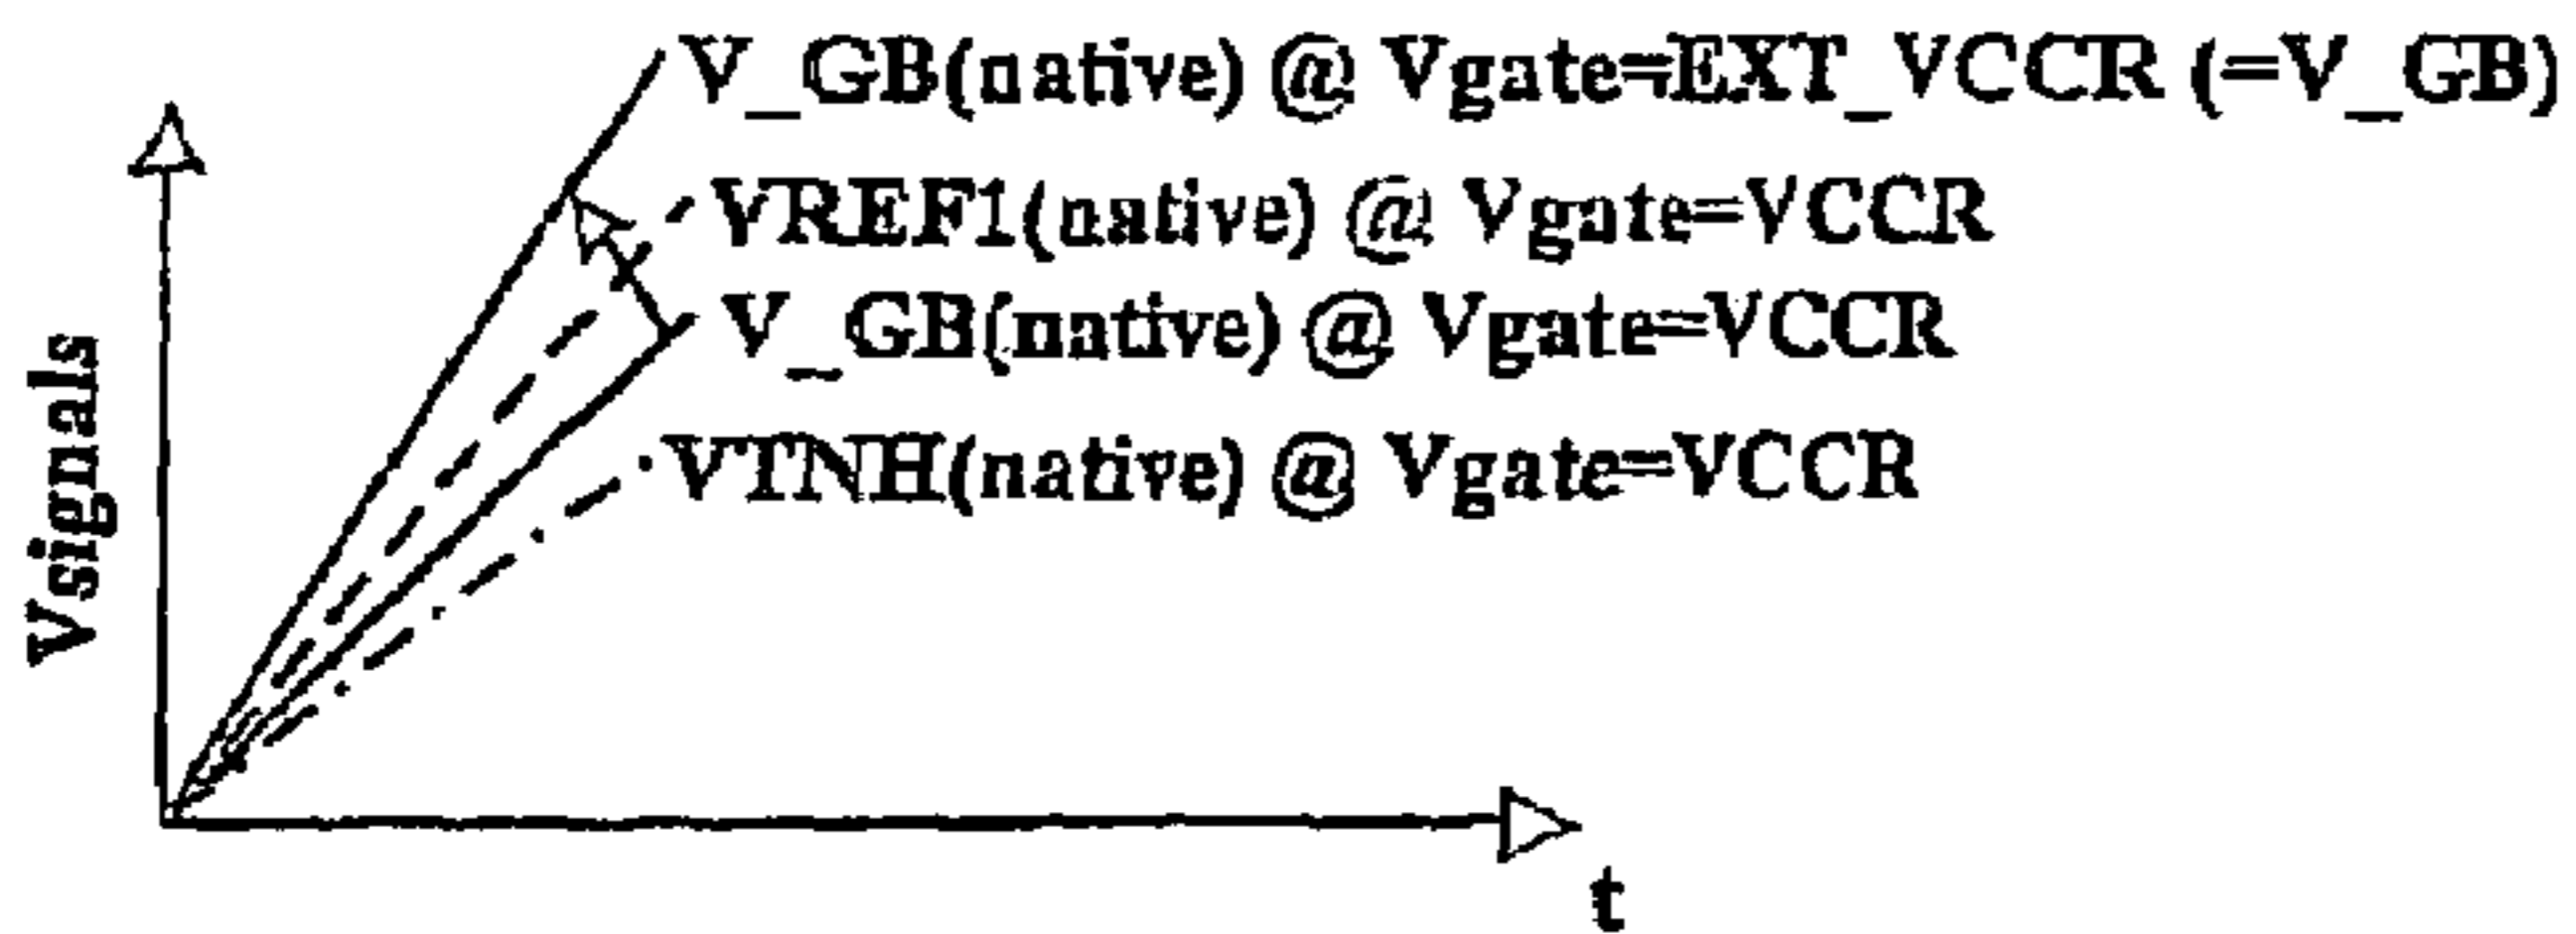 V_GB(native) @ Vgate=EXT_VCCR (=V_GB)
VREF1(native) @ Vgate=VCCR
V_GB(native) @ Vgate=VCCR
VTNH(native) @ Vgate=VCCR
Vsignals
t